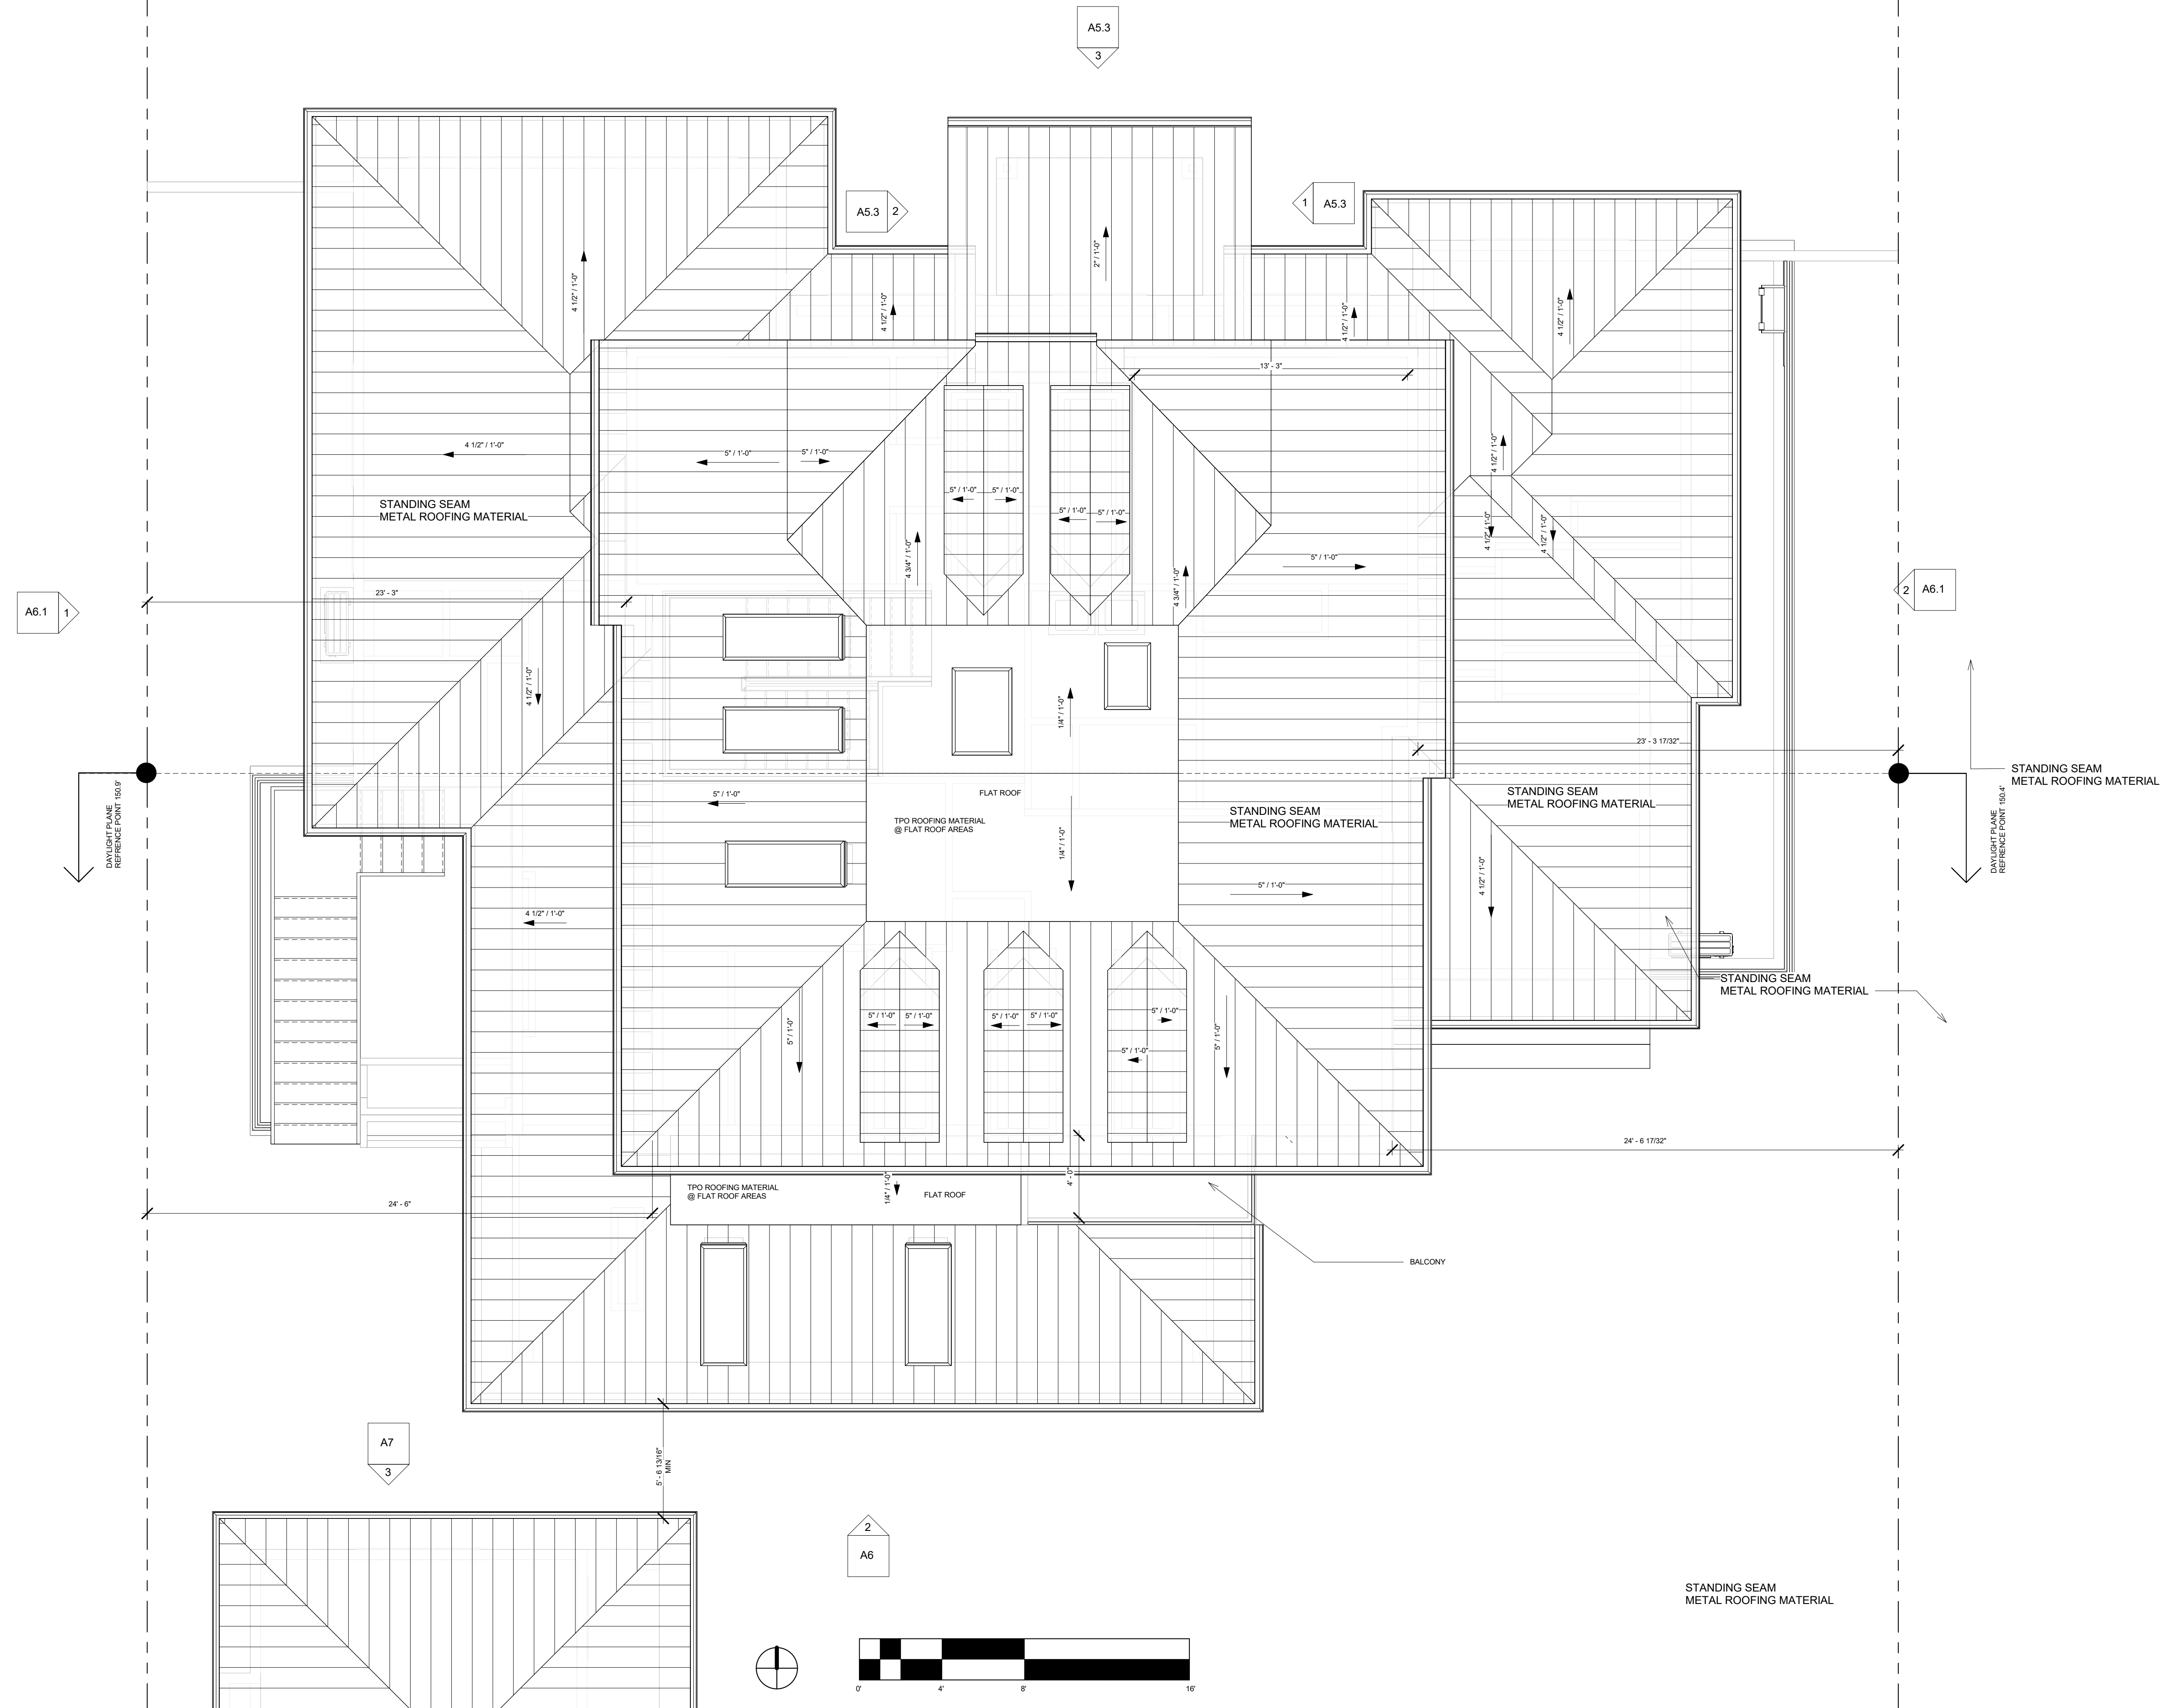 A5.3
3
A5.3
2
1
A5.3
2" / 1'-0"
4 1/2" / 1'-0"
4 1/2" / 1'-0"
4 1/2" / 1'-0"
4 1/2" / 1'-0"
13' - 3"
4 1/2" / 1'-0"
5" / 1'-0"
5" / 1'-0"
4 1/2" / 1'-0"
5" / 1'-0"
5" / 1'-0"
5" / 1'-0"
5" / 1'-0"
STANDING SEAM
METAL ROOFING MATERIAL
4 1/2" / 1'-0"
4 1/2" / 1'-0"
4 3/4" / 1'-0"
4 3/4" / 1'-0"
5" / 1'-0"
23' - 3"
A6.1
1
2
A6.1
4 1/2" / 1'-0"
1/4" / 1'-0"
23' - 3 17/32"
STANDING SEAM
METAL ROOFING MATERIAL
DAYLIGHT PLANE
REFRENCE POINT 150.9'
5" / 1'-0"
FLAT ROOF
STANDING SEAM
METAL ROOFING MATERIAL
STANDING SEAM
METAL ROOFING MATERIAL
DAYLIGHT PLANE
REFRENCE POINT 150.4'
TPO ROOFING MATERIAL
@ FLAT ROOF AREAS
1/4" / 1'-0"
5" / 1'-0"
4 1/2" / 1'-0"
4 1/2" / 1'-0"
STANDING SEAM
METAL ROOFING MATERIAL
5" / 1'-0"
5" / 1'-0"
5" / 1'-0"
5" / 1'-0"
5" / 1'-0"
5" / 1'-0"
5" / 1'-0"
5" / 1'-0"
24' - 6 17/32"
TPO ROOFING MATERIAL
@ FLAT ROOF AREAS
1/4" / 1'-0"
FLAT ROOF
4' - 0"
24' - 6"
BALCONY
A7
3
5' - 6 13/16"
MIN
2
A6
STANDING SEAM
METAL ROOFING MATERIAL
0'
4'
8'
16'